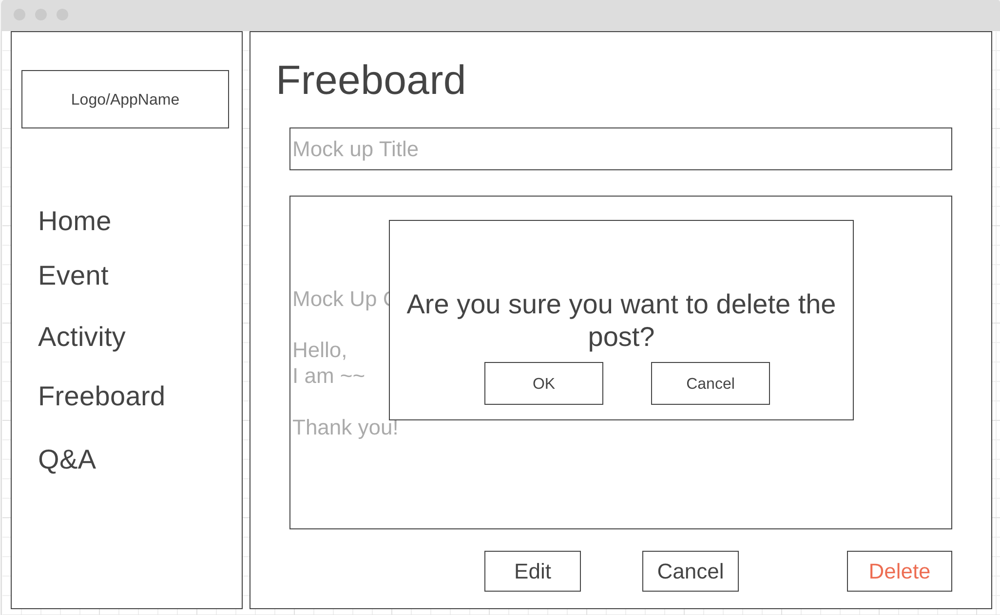 Logo/AppName
Home
Event
Activity
Freeboard
Q&A
Freeboard
Mock up Title
Mock Up
Hello,
I am ~~
Thank you!
Are you sure you want to delete the
post?
OK
Cancel
Edit
Cancel
Delete